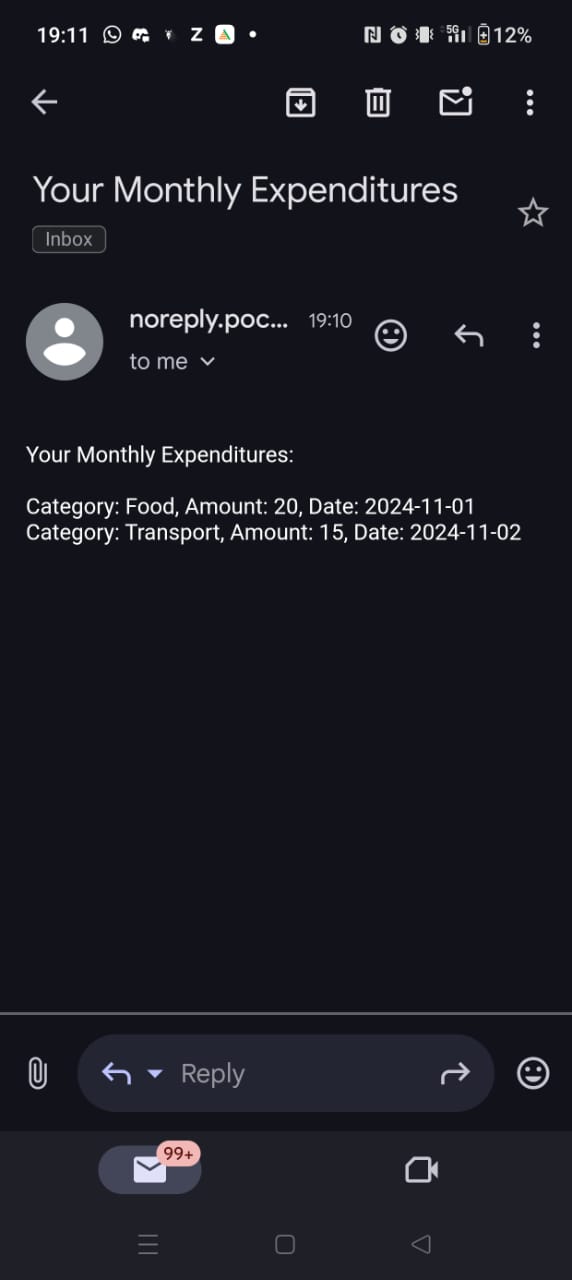 19:11 Z 5G 12%
Your Monthly Expenditures
Inbox
noreply.poc... 19:10
to me
Your Monthly Expenditures:
Category: Food, Amount: 20, Date: 2024-11-01
Category: Transport, Amount: 15, Date: 2024-11-02
Reply
99+